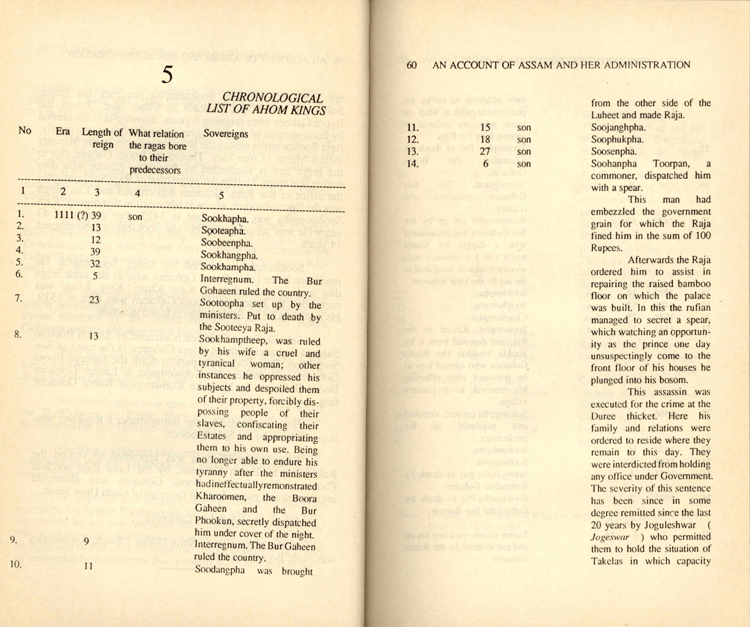 5
CHRONOLOGICAL
LIST OF AHOM KINGS
No Era Length of reign What relation the ragas bore to their predecessors Sovereigns
1 2 3 4 5
1. 1111 (?) 39 son Sookhapha.
2. 13 Spoteapha.
3. 12 Soobeenpha.
4. 39 Sookhangpha.
5. 32 Sookhampha.
6. 5 Interregnum. The Bur
Gohaeen ruled the country.
7. 23 Sootoopha set up by the
ministers. Put to death by
the Sooteeya Raja.
8. 13 Sookhamptheep, was ruled
by his wife a cruel and
tyranical woman; other
instances he oppressed his
subjects and despoiled them
of their property, forcibly dis-
possing people of their
slaves, confiscating their
Estates and appropriating
them to his own use. Being
no longer able to endure his
tyranny after the ministers
had ineffectually remonstrated
Kharoomen, the Boora
Gaheen and the Bur
Phookun, secretly dispatched
him under cover of the night.
9. 9 Interregnum. The Bur Gaheen
ruled the country.
10. 11 Soodangpha was brought
60 AN ACCOUNT OF ASSAM AND HER ADMINISTRATION
from the other side of the
Luheet and made Raja.
11. 15 son Soojanghpha.
12. 18 son Soophukpha.
13. 27 son Soosenpha.
14. 6 son Soohanpha Toorpan, a
commoner, dispatched him
with a spear.
This man had
embezzled the government
grain for which the Raja
fined him in the sum of 100
Rupees.
Afterwards the Raja
ordered him to assist in
repairing the raised bamboo
floor on which the palace
was built. In this the rufian
managed to secret a spear,
which watching an opportun-
ity as the prince one day
unsuspectingly come to the
front floor of his houses he
plunged into his bosom.
This assassin was
executed for the crime at the
Duree thicket. Here his
family and relations were
ordered to reside where they
remain to this day. They
were interdicted from holding
any office under Government.
The severity of this sentence
has been since in some
degree remitted since the last
20 years by Joguleshwar (
Jogeswar ) who permitted
them to hold the situation of
Takelas in which capacity